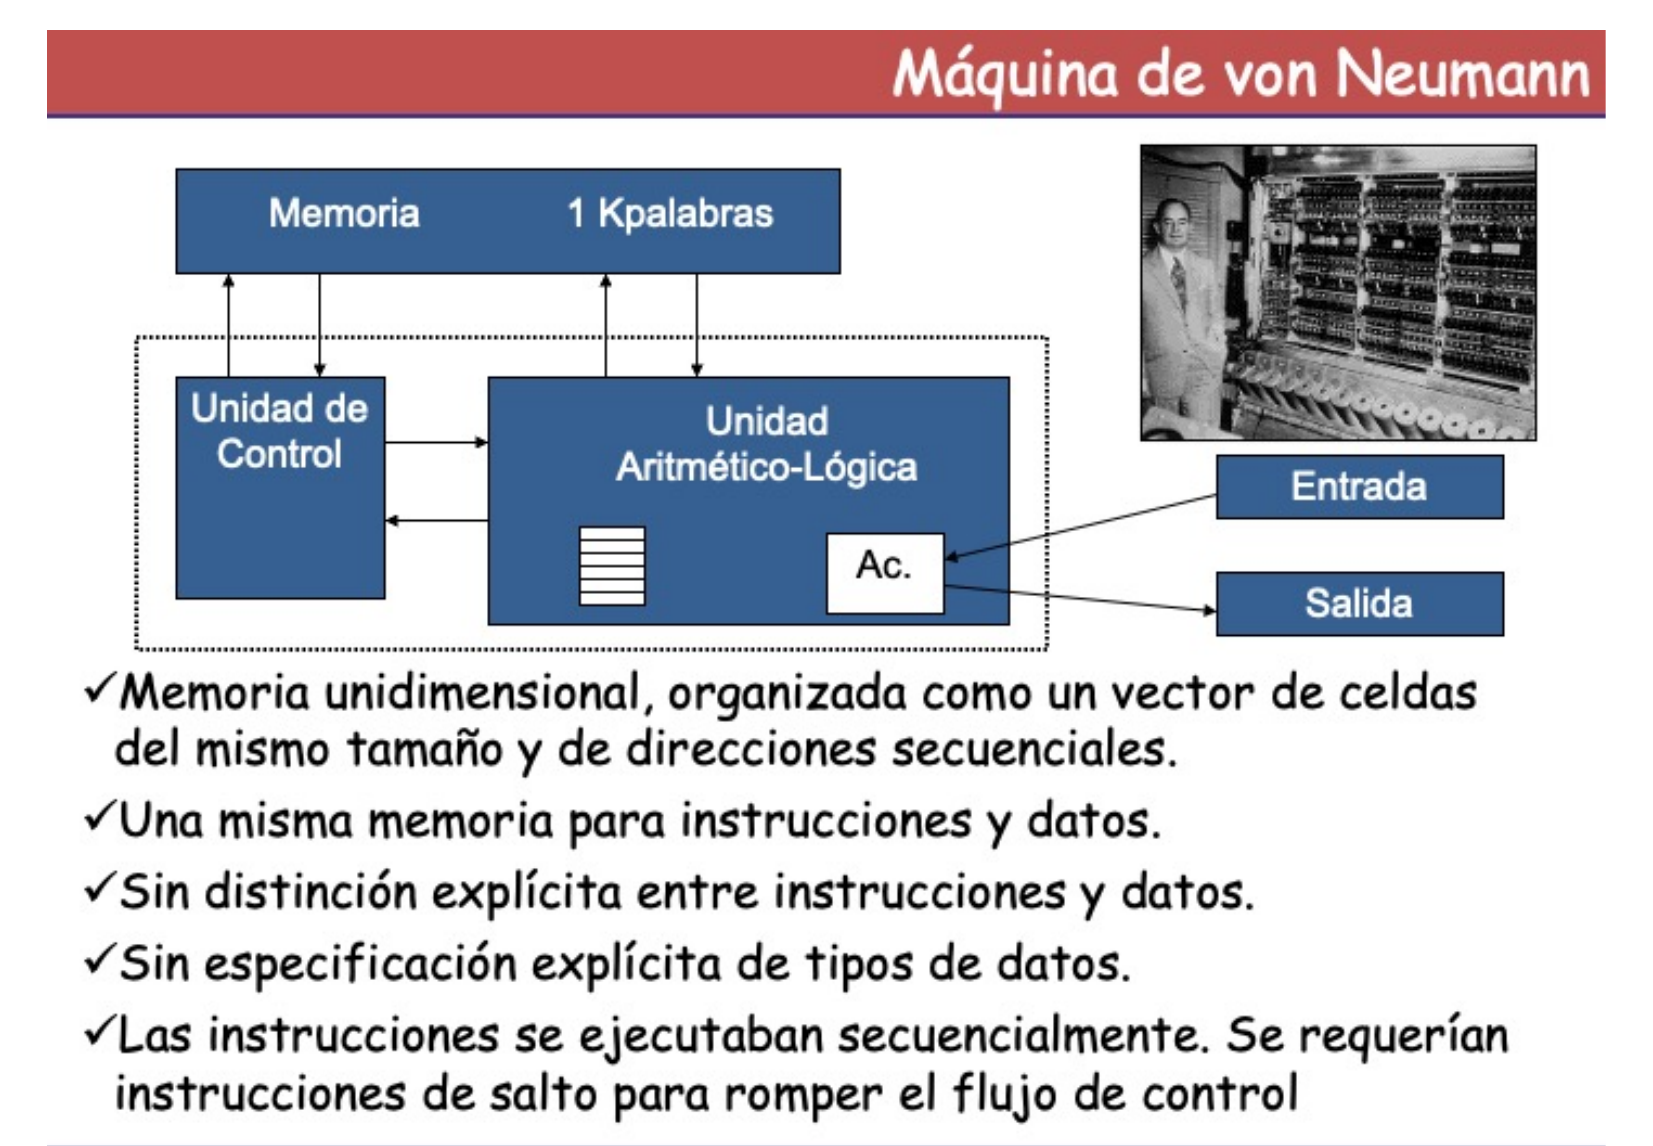 Máquina de von Neumann
Memoria 1 Kpalabras
Unidad de
Control
Unidad
Aritmético-Lógica
Ac.
Entrada
Salida
✓Memoria unidimensional, organizada como un vector de celdas
del mismo tamaño y de direcciones secuenciales.
✓Una misma memoria para instrucciones y datos.
✓Sin distinción explícita entre instrucciones y datos.
✓Sin especificación explícita de tipos de datos.
✓Las instrucciones se ejecutaban secuencialmente. Se requerían
instrucciones de salto para romper el flujo de control